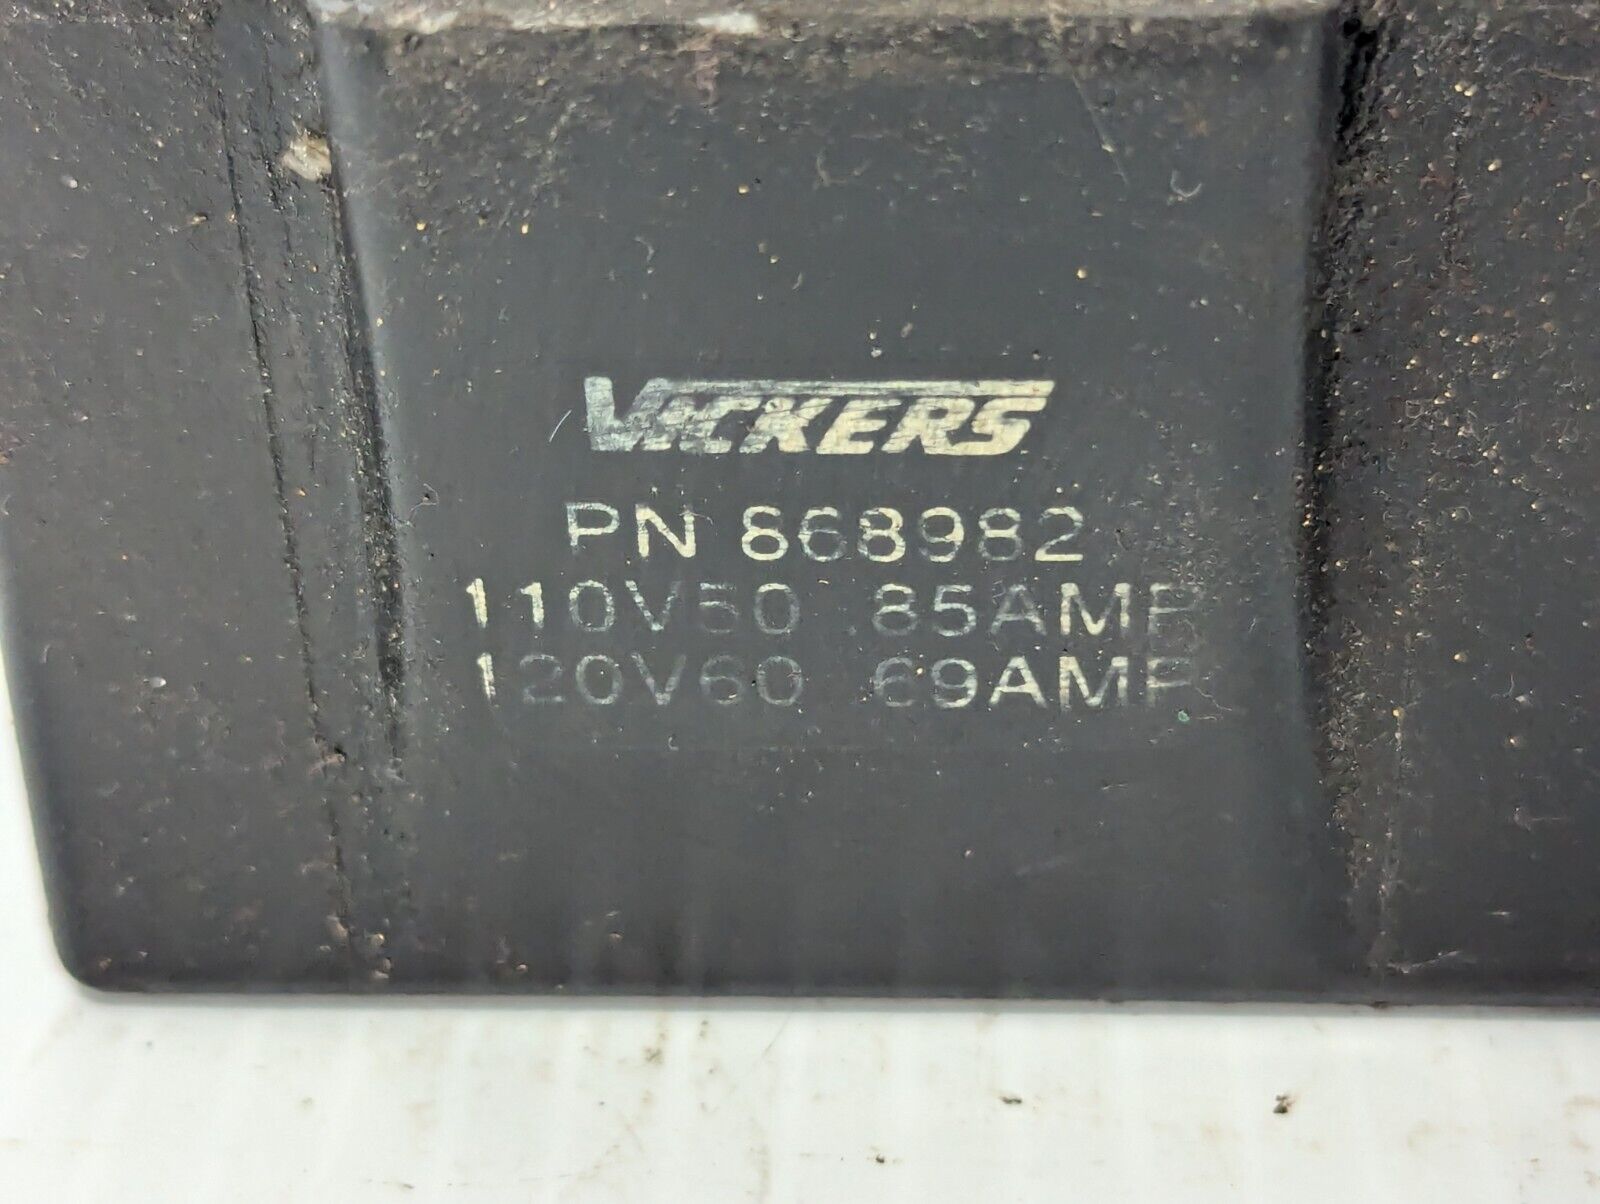 VICKERS
PN 868982
110V50 .85AMP
120V60 .69AMP